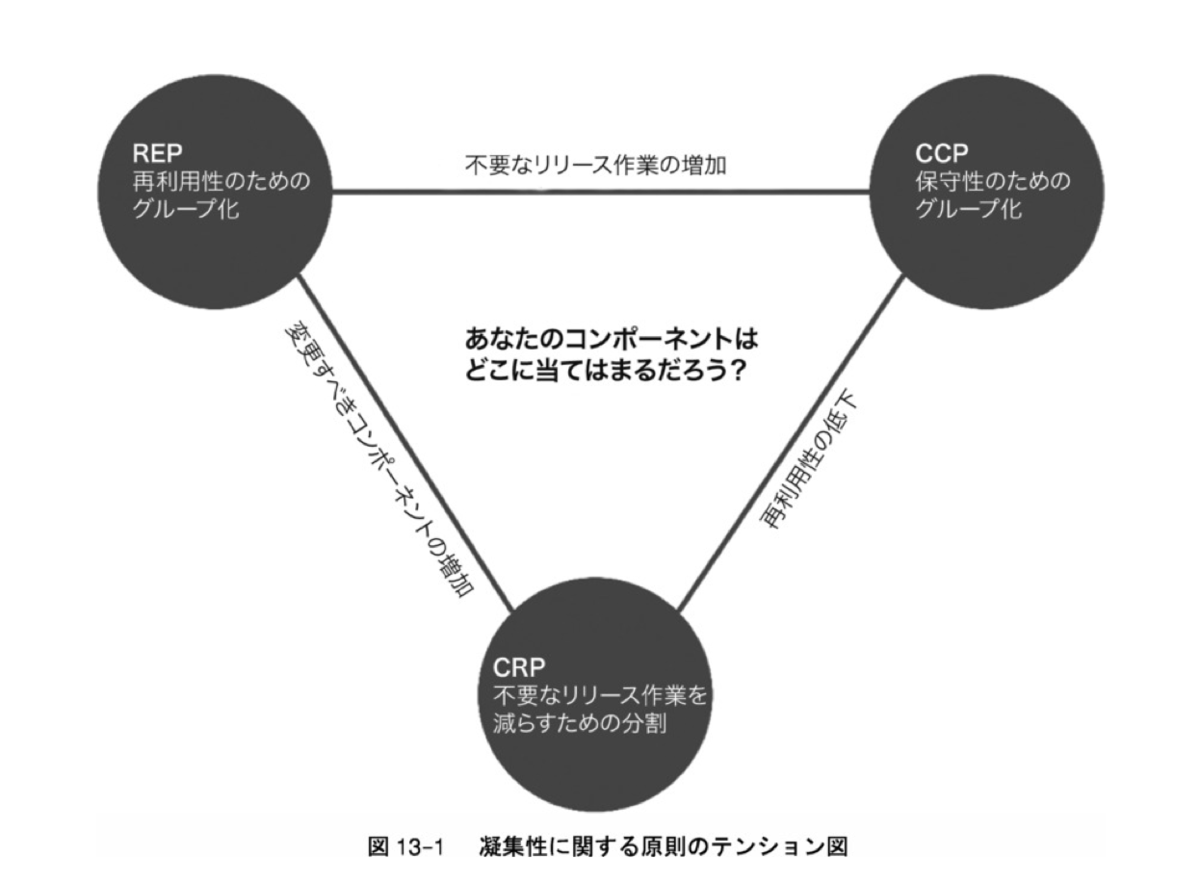 REP
再利用性のための
グループ化
不要なリリース作業の増加
CCP
保守性のための
グループ化
あなたのコンポーネントは
どこに当てはまるだろう？
変更すべきコンポーネントの増加
再利用性の低下
CRP
不要なリリース作業を
減らすための分割
図 13-1 凝集性に関する原則のテンション図